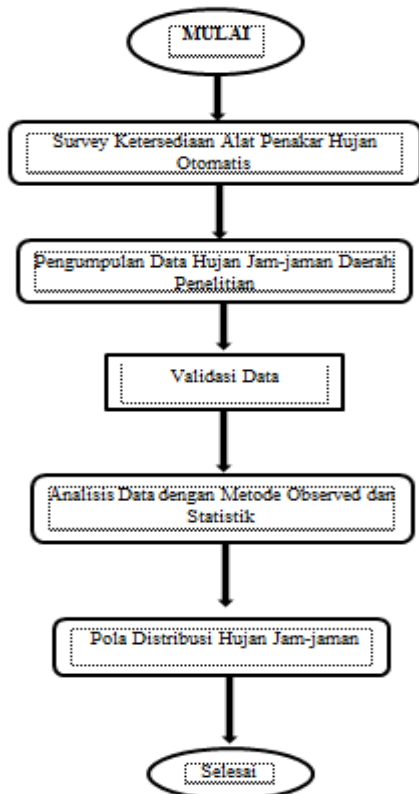 MULAI
Survey Ketersediaan Alat Penakar Hujan
Otomatis
Pengumpulan Data Hujan Jam-jaman Daerah
Penelitian
Validasi Data
Analisis Data dengan Metode Observed dan
Statistik
Pola Distribusi Hujan Jam-jaman
Selesai